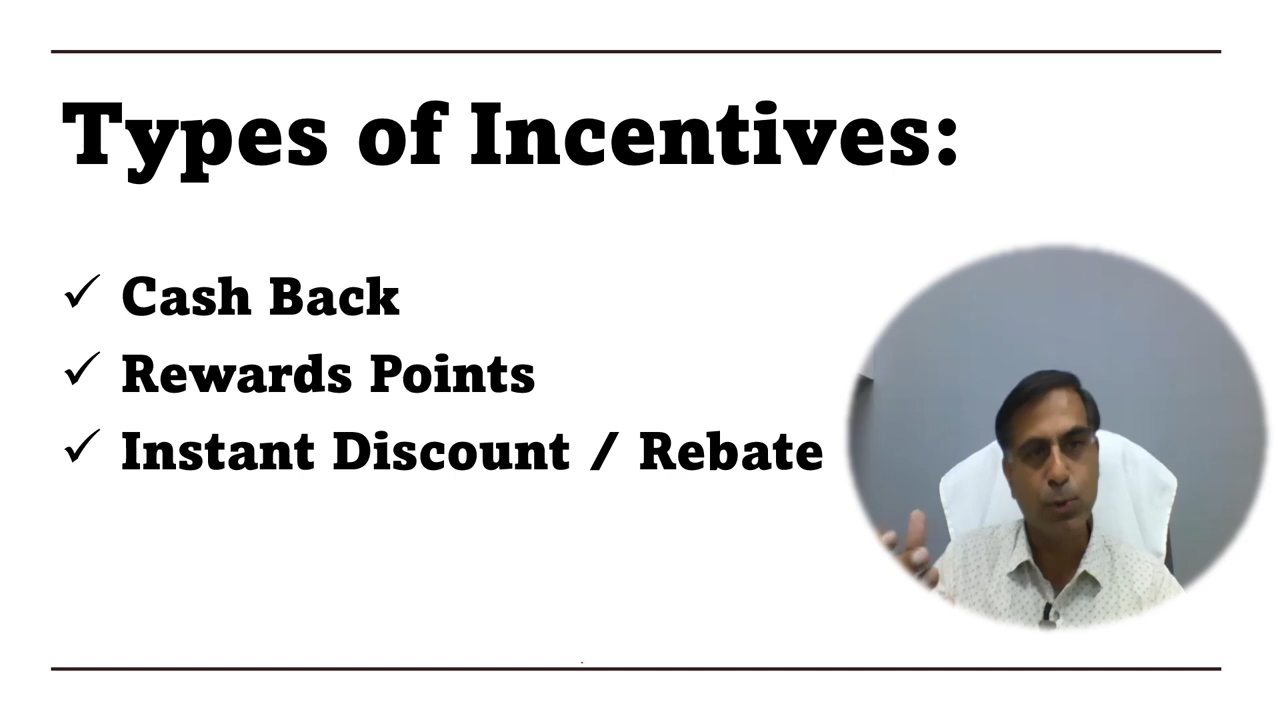 Types of Incentives:
✓ Cash Back
✓ Rewards Points
✓ Instant Discount / Rebate